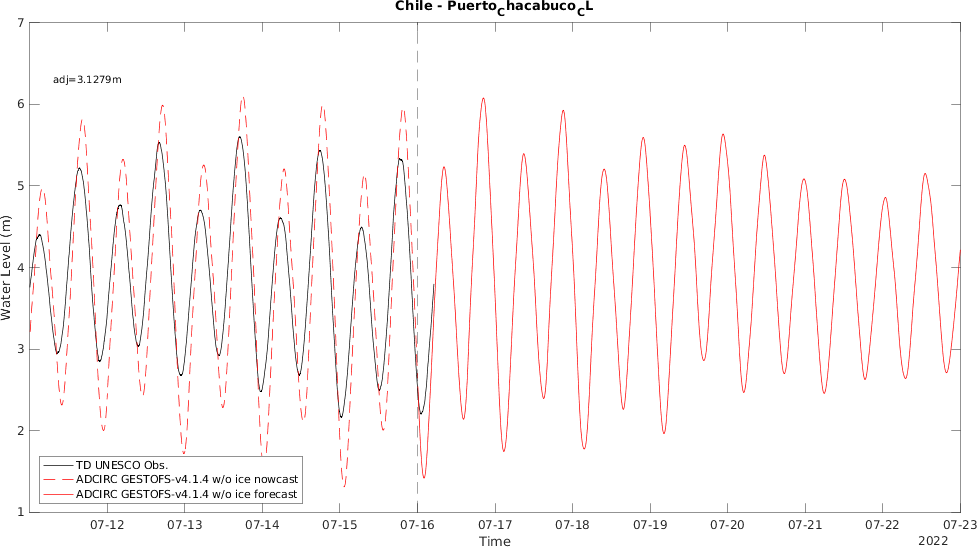 Chile - PuertoChacabucoCL
7
adj=3.1279m
6
5
4
3
2
1
Water Level (m)
TD UNESCO Obs.
ADCIRC GESTOFS-v4.1.4 w/o ice nowcast
ADCIRC GESTOFS-v4.1.4 w/o ice forecast
07-12 07-13 07-14 07-15 07-16 07-17 07-18 07-19 07-20 07-21 07-22 07-23
Time
2022